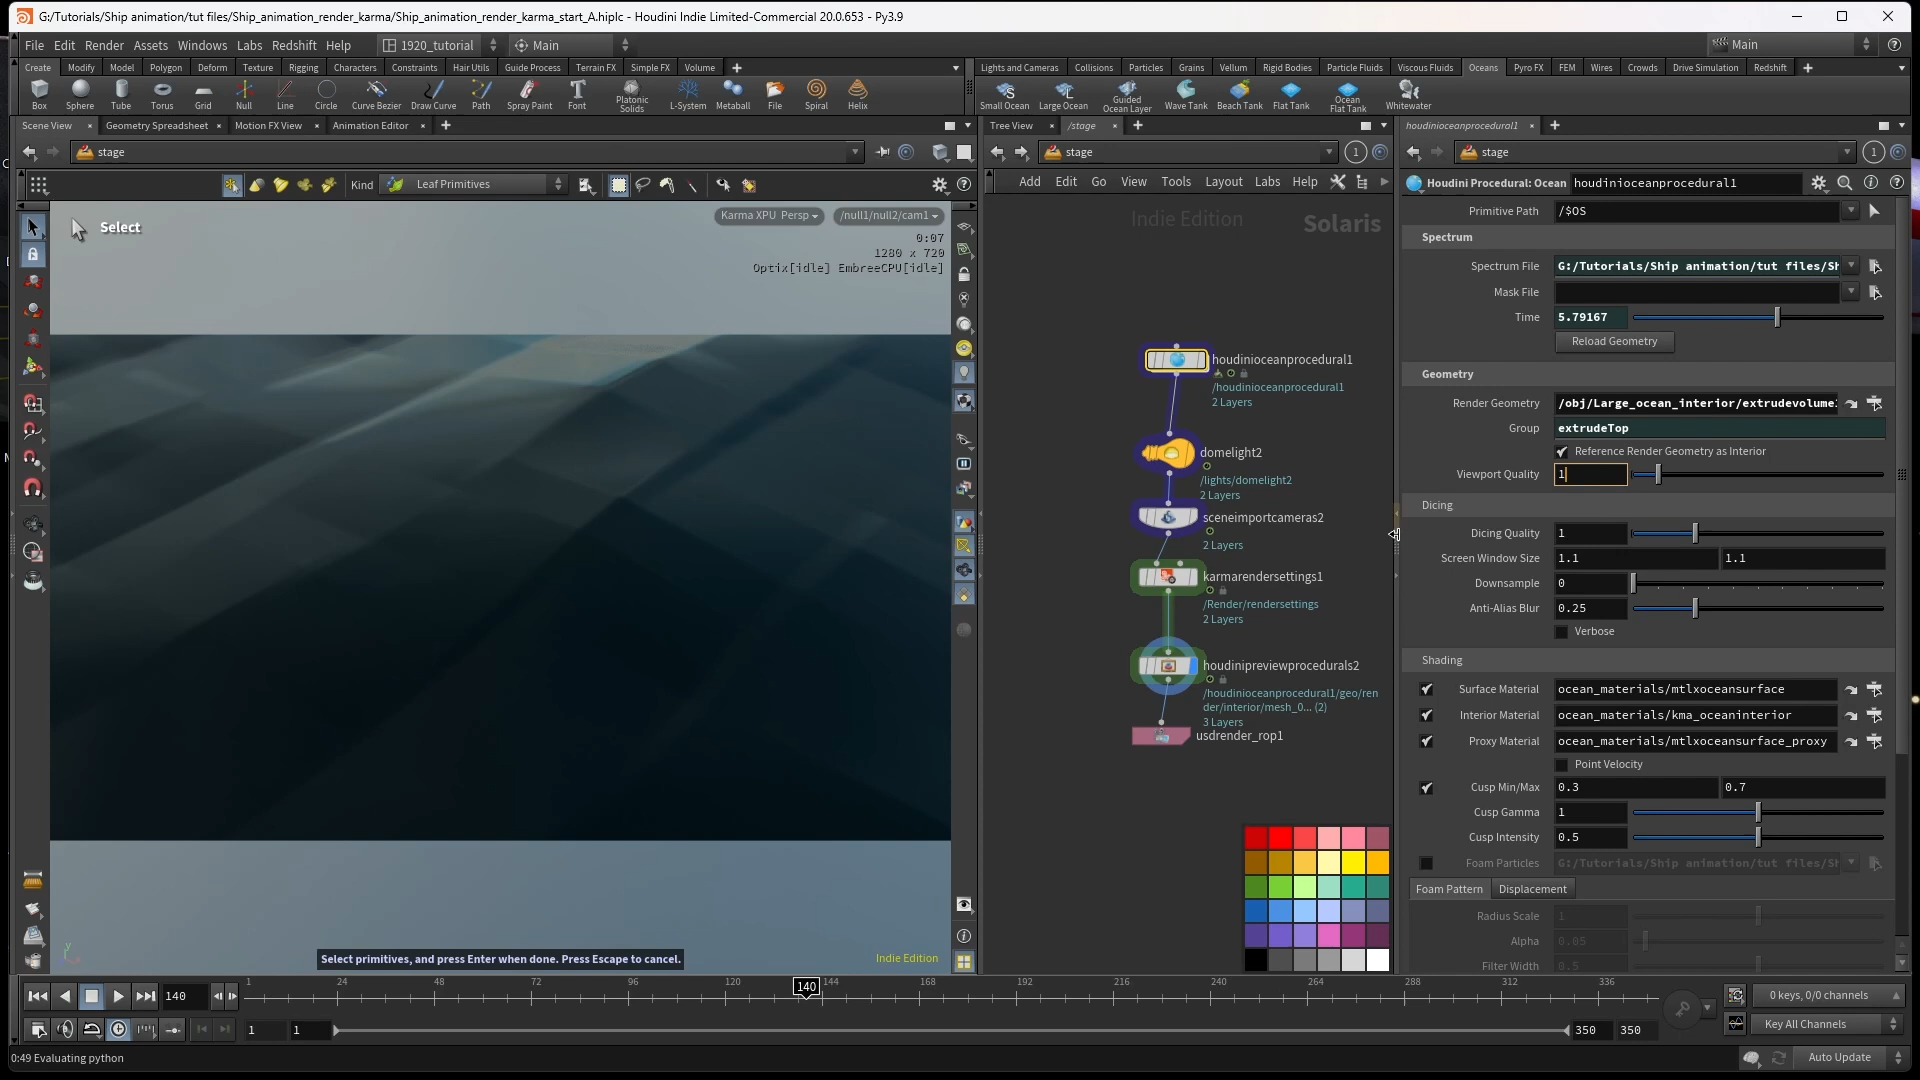 G:/Tutorials/Ship animation/tut files/Ship_animation_render_karma/Ship_animation_render_karma_start_A.hiplc - Houdini Indie Limited-Commercial 20.0.653 - Py3.9
File Edit Render Assets Windows Labs Redshift Help 1920_tutorial Main Main
Create Modify Model Polygon Deform Texture Rigging Characters Constraints Hair Utils Guide Process Terrain FX Simple FX Volume
Lights and Cameras Collisions Particles Grains Vellum Rigid Bodies Particle Fluids Viscous Fluids Oceans Pyro FX FEM Wires Crowds Drive Simulation Redshift
Box Sphere Tube Torus Grid Null Line Circle Curve Bezier Draw Curve Path Spray Paint Font Platonic Solids L-System Metaball File Spiral Helix
Small Ocean Large Ocean Guided Ocean Layer Wave Tank Beach Tank Flat Tank Ocean Flat Tank Whitewater
Scene View Geometry Spreadsheet Motion FX View Animation Editor
Tree View /stage
houdinioceanprocedural1
stage
stage
stage
Kind Leaf Primitives
Add Edit Go View Tools Layout Labs Help
Houdini Procedural: Ocean houdinioceanprocedural1
Select
Karma XPU Persp /null1/null2/cam1
0:07
1280 x 720
Optix[idle] EmbreeCPU[idle]
Indie Edition Solaris
houdinioceanprocedural1
/houdinioceanprocedural1
2 Layers
domelight2
/lights/domelight2
2 Layers
sceneimportcameras2
2 Layers
karmarendersettings1
/Render/rendersettings
2 Layers
houdinipreviewprocedurals2
/houdinioceanprocedural1/geo/ren
der/interior/mesh_0... (2)
3 Layers
usdrender_rop1
Primitive Path /$OS
Spectrum
Spectrum File G:/Tutorials/Ship animation/tut files/Sh
Mask File
Time 5.79167
Reload Geometry
Geometry
Render Geometry /obj/Large_ocean_interior/extrudevolume
Group extrudeTop
Reference Render Geometry as Interior
Viewport Quality 1
Dicing
Dicing Quality 1
Screen Window Size 1.1 1.1
Downsample 0
Anti-Alias Blur 0.25
Verbose
Shading
Surface Material ocean_materials/mtlxoceansurface
Interior Material ocean_materials/kma_oceaninterior
Proxy Material ocean_materials/mtlxoceansurface_proxy
Point Velocity
Cusp Min/Max 0.3 0.7
Cusp Gamma 1
Cusp Intensity 0.5
Foam Particles G:/Tutorials/Ship animation/tut files/Sh
Foam Pattern Displacement
Radius Scale 1
Alpha 0.05
Filter Width 0.5
Select primitives, and press Enter when done. Press Escape to cancel.
Indie Edition
140 1 24 48 72 96 120 140 144 168 192 216 240 264 288 312 336
0 keys, 0/0 channels
1 1 350 350
Key All Channels
0:49 Evaluating python
Auto Update